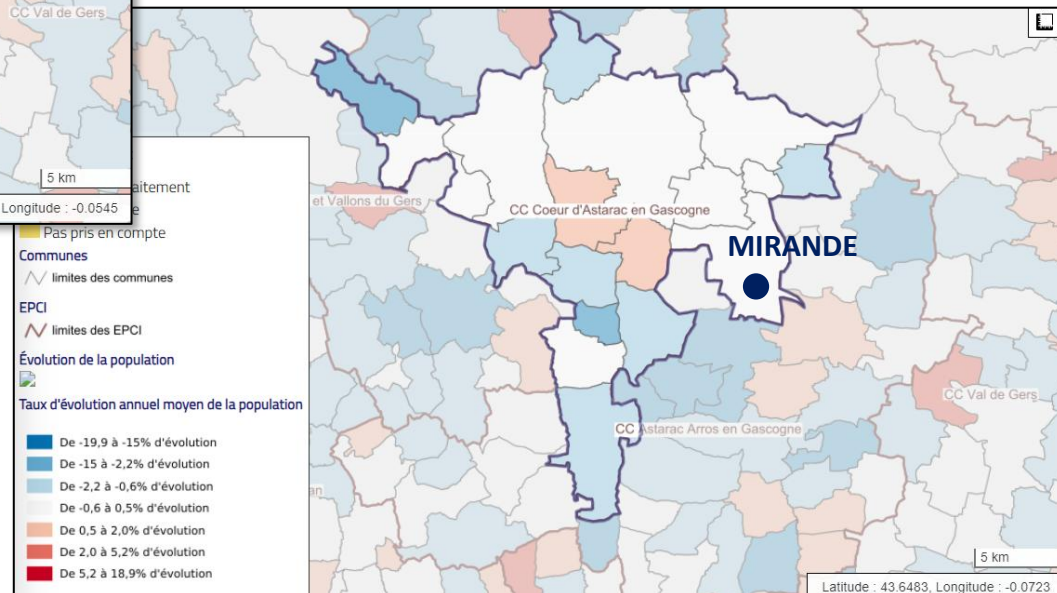 CC Val de Gers
5 km
Longitude : -0.0545
aitement
e
Pas pris en compte
Communes
limites des communes
EPCI
limites des EPCI
Évolution de la population
Taux d'évolution annuel moyen de la population
De -19,9 à -15% d'évolution
De -15 à -2,2% d'évolution
De -2,2 à -0,6% d'évolution
De -0,6 à 0,5% d'évolution
De 0,5 à 2,0% d'évolution
De 2,0 à 5,2% d'évolution
De 5,2 à 18,9% d'évolution
et Vallons du Gers
CC Coeur d'Astarac en Gascogne
MIRANDE
CC Val de Gers
CC Astarac Arros en Gascogne
an
5 km
Latitude : 43.6483, Longitude : -0.0723